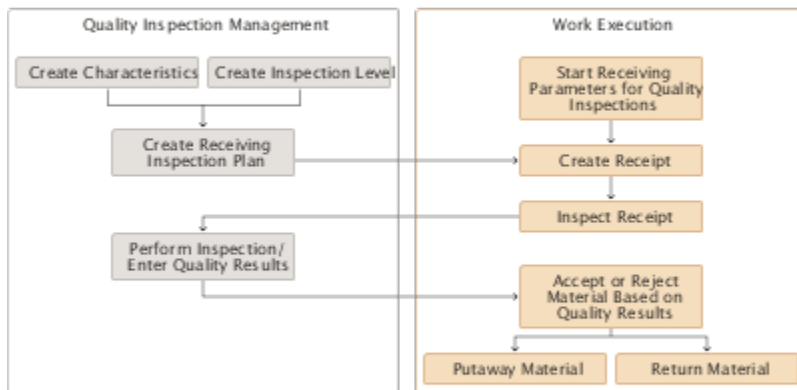 Quality Inspection Management
Create Characteristics
Create Inspection Level
Create Receiving
Inspection Plan
Perform Inspection/
Enter Quality Results
Work Execution
Start Receiving
Parameters for Quality
Inspections
Create Receipt
Inspect Receipt
Accept or Reject
Material Based on
Quality Results
Putaway Material
Return Material